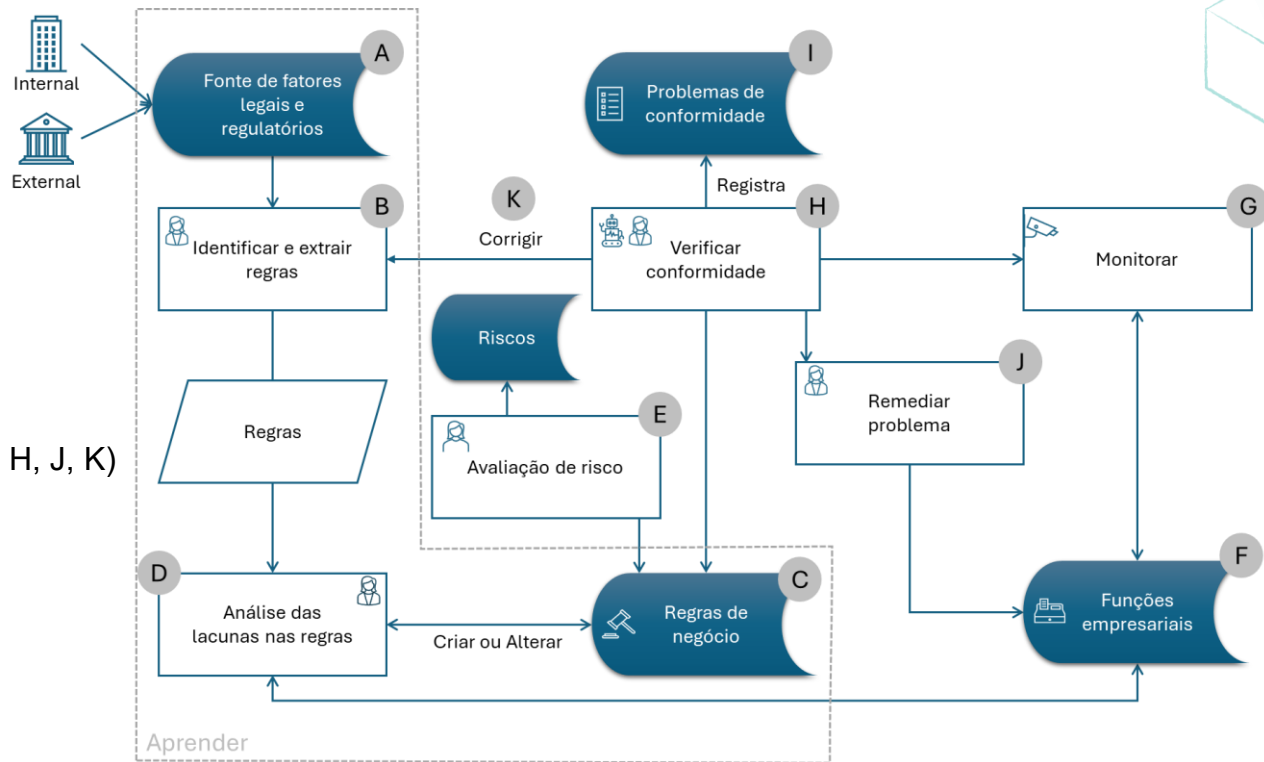 Internal
External
A
Fonte de fatores
legais e
regulatórios
I
Problemas de
conformidade
Registra
K
Corrigir
B
Identificar e extrair
regras
H
Verificar
conformidade
G
Monitorar
Riscos
J
Remediar
problema
E
Avaliação de risco
Regras
H, J, K)
D
Análise das
lacunas nas regras
Criar ou Alterar
C
Regras de
negócio
F
Funções
empresariais
Aprender